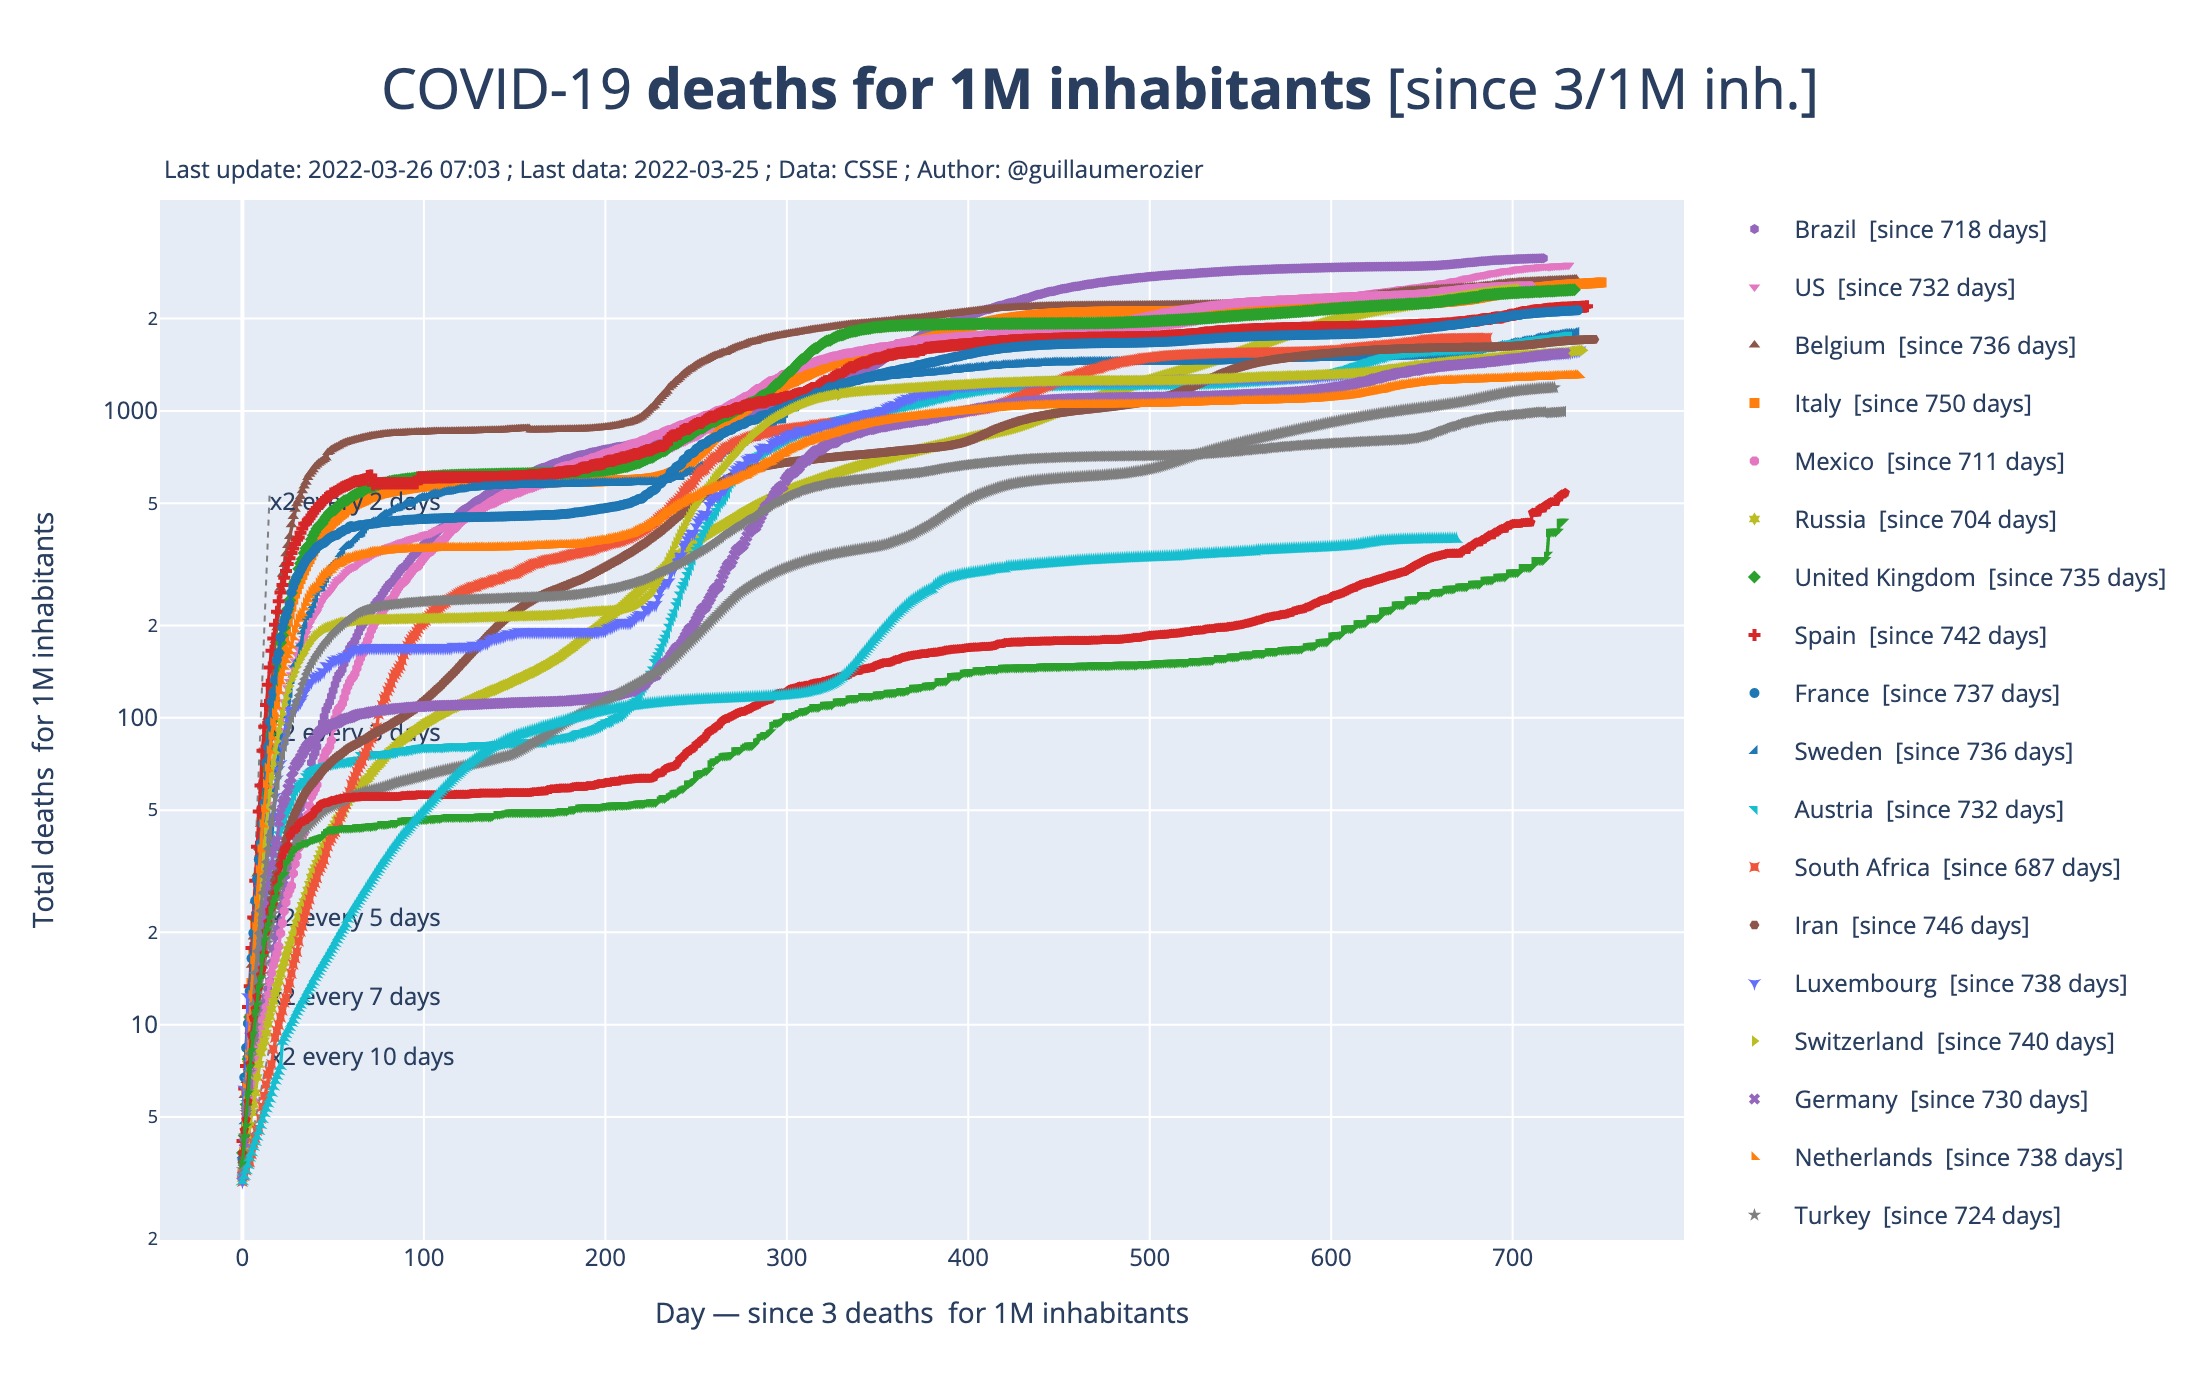 COVID-19 deaths for 1M inhabitants [since 3/1M inh.]
Last update: 2022-03-26 07:03 ; Last data: 2022-03-25 ; Data: CSSE ; Author: @guillaumerozier
Total deaths for 1M inhabitants
2
1000
5
2
100
5
2
10
5
2
x2 every 2 days
x2 every 3 days
x2 every 5 days
x2 every 7 days
x2 every 10 days
0 100 200 300 400 500 600 700
Day — since 3 deaths for 1M inhabitants
Brazil [since 718 days]
US [since 732 days]
Belgium [since 736 days]
Italy [since 750 days]
Mexico [since 711 days]
Russia [since 704 days]
United Kingdom [since 735 days]
Spain [since 742 days]
France [since 737 days]
Sweden [since 736 days]
Austria [since 732 days]
South Africa [since 687 days]
Iran [since 746 days]
Luxembourg [since 738 days]
Switzerland [since 740 days]
Germany [since 730 days]
Netherlands [since 738 days]
Turkey [since 724 days]